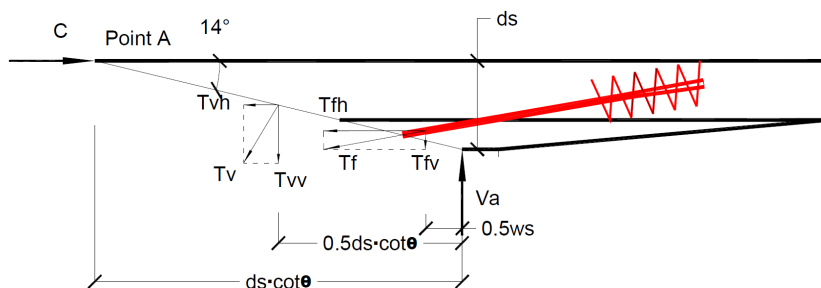 C
Point A
14°
ds
Tvh
Tfh
Tv
Tvv
Tf
Tfv
Va
0.5ws
0.5ds·cotθ
ds·cotθ